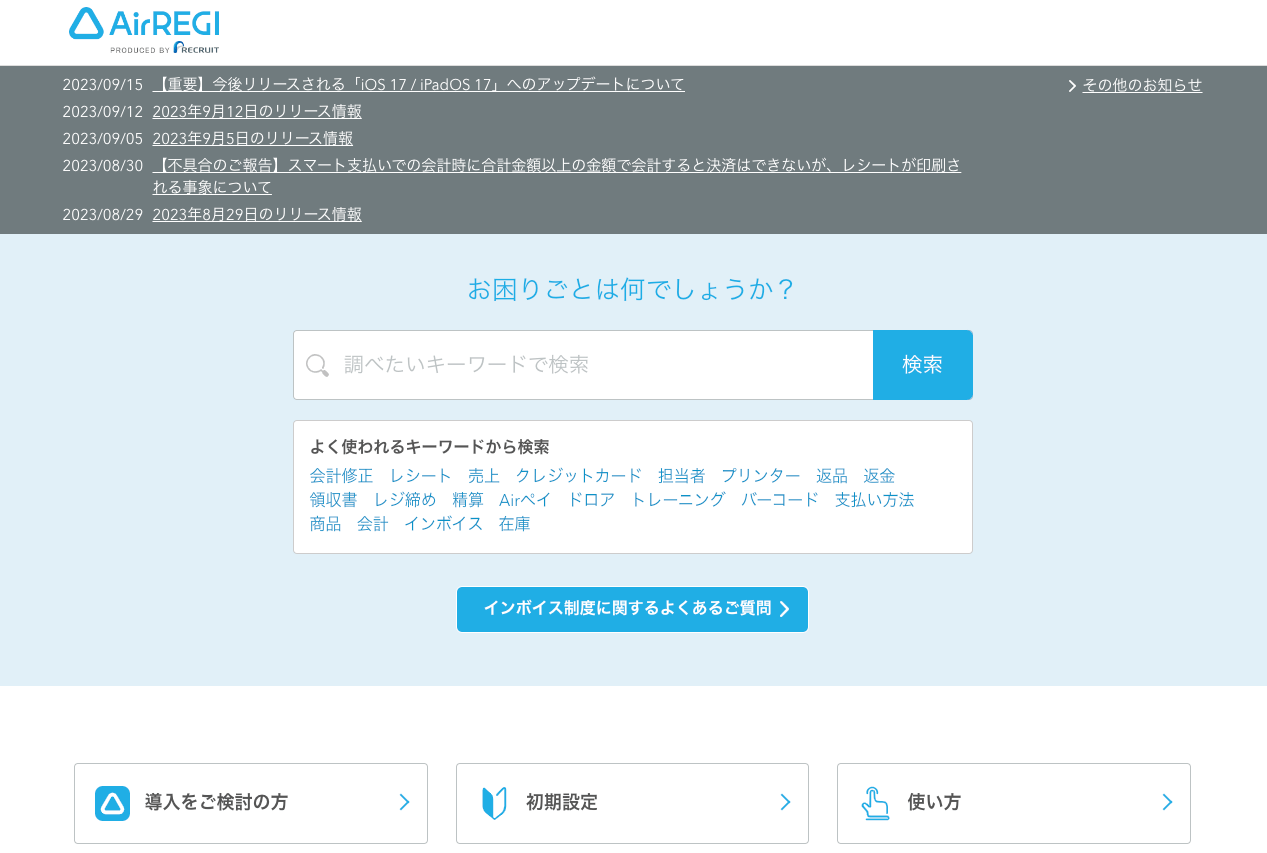 AirREGI
PRODUCED BY RECRUIT
2023/09/15 【重要】今後リリースされる「iOS 17 / iPadOS 17」へのアップデートについて
その他のお知らせ
2023/09/12 2023年9月12日のリリース情報
2023/09/05 2023年9月5日のリリース情報
2023/08/30 【不具合のご報告】スマート支払いでの会計時に合計金額以上の金額で会計すると決済はできないが、レシートが印刷さ
れる事象について
2023/08/29 2023年8月29日のリリース情報
お困りごとは何でしょうか？
調べたいキーワードで検索 検索
よく使われるキーワードから検索
会計修正 レシート 売上 クレジットカード 担当者 プリンター 返品 返金
領収書 レジ締め 精算 Airペイ ドロア トレーニング バーコード 支払い方法
商品 会計 インボイス 在庫
インボイス制度に関するよくあるご質問
導入をご検討の方 初期設定 使い方